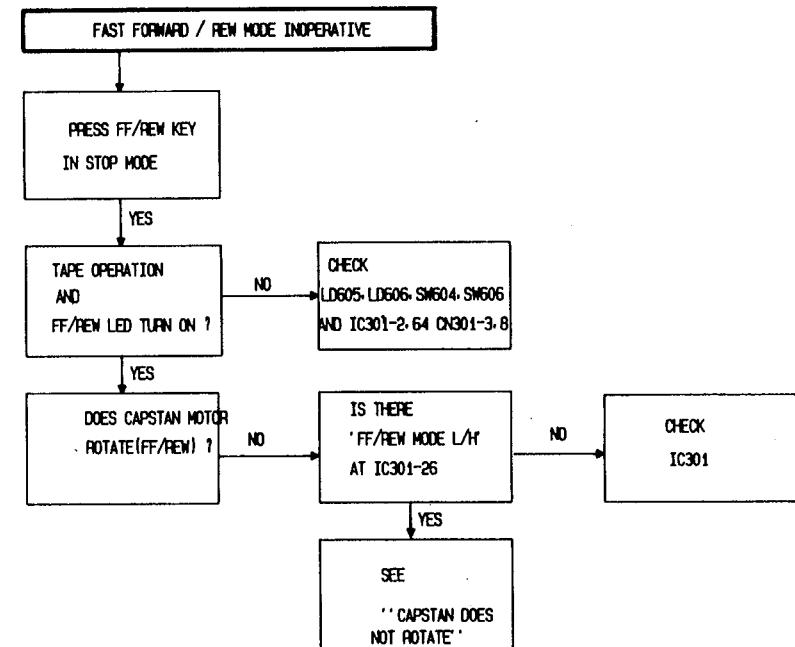 FAST FORWARD / REW MODE INOPERATIVE
PRESS FF/REW KEY
IN STOP MODE
YES
TAPE OPERATION
AND
FF/REW LED TURN ON ?
NO
CHECK
LD605, LD606, SW604, SW606
AND IC301-2, 64 CN301-3, 8
YES
DOES CAPSTAN MOTOR
ROTATE(FF/REW) ?
NO
IS THERE
'FF/REW MODE L/H'
AT IC301-26
NO
CHECK
IC301
YES
SEE
''CAPSTAN DOES
NOT ROTATE''